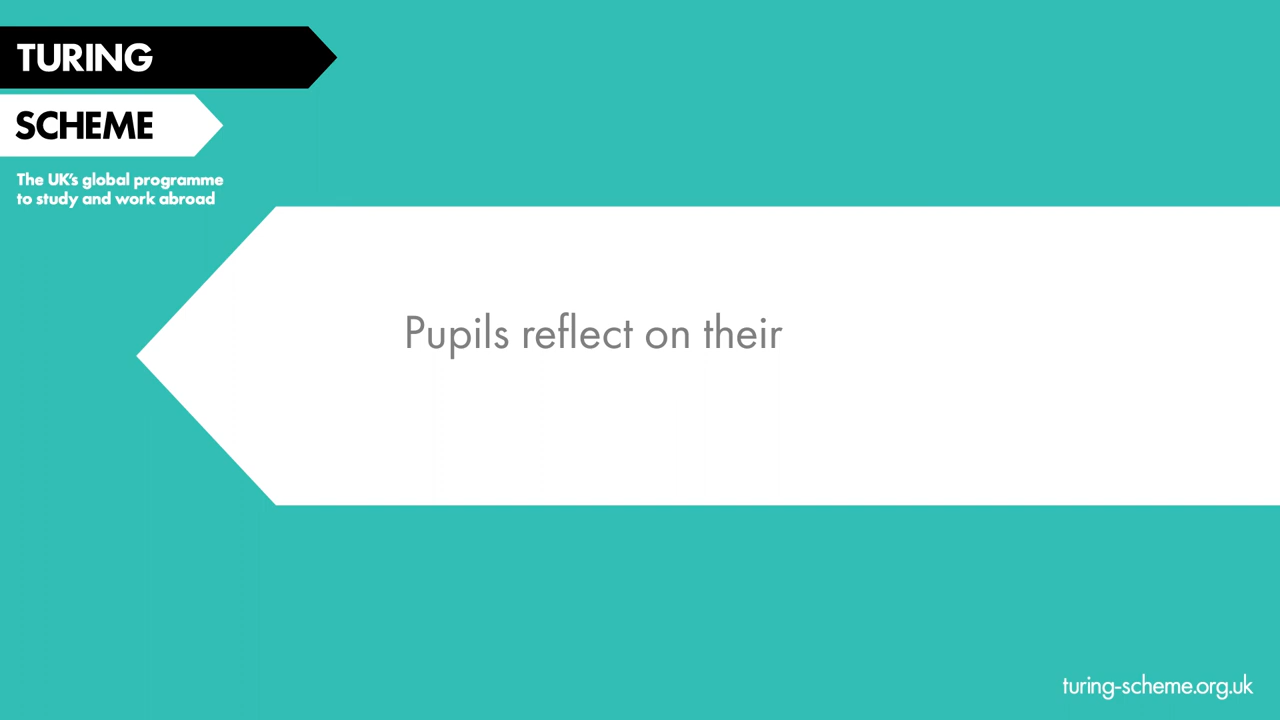 TURING
SCHEME
The UK's global programme
to study and work abroad
Pupils reflect on their
turing-scheme.org.uk